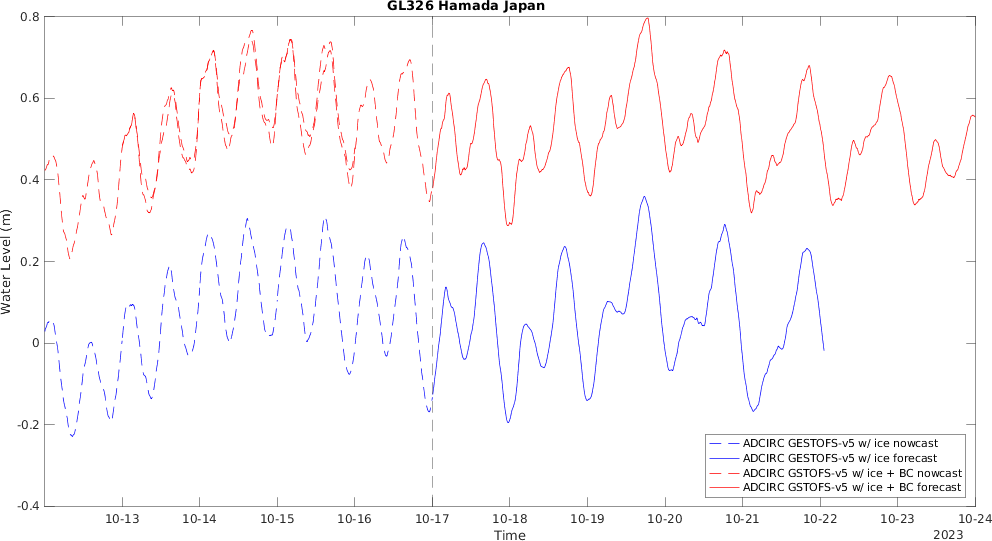 GL326 Hamada Japan
0.8
0.6
0.4
0.2
0
-0.2
-0.4
Water Level (m)
ADCIRC GESTOFS-v5 w/ ice nowcast
ADCIRC GESTOFS-v5 w/ ice forecast
ADCIRC GSTOFS-v5 w/ ice + BC nowcast
ADCIRC GSTOFS-v5 w/ ice + BC forecast
10-13 10-14 10-15 10-16 10-17 10-18 10-19 10-20 10-21 10-22 10-23 10-24
Time
2023